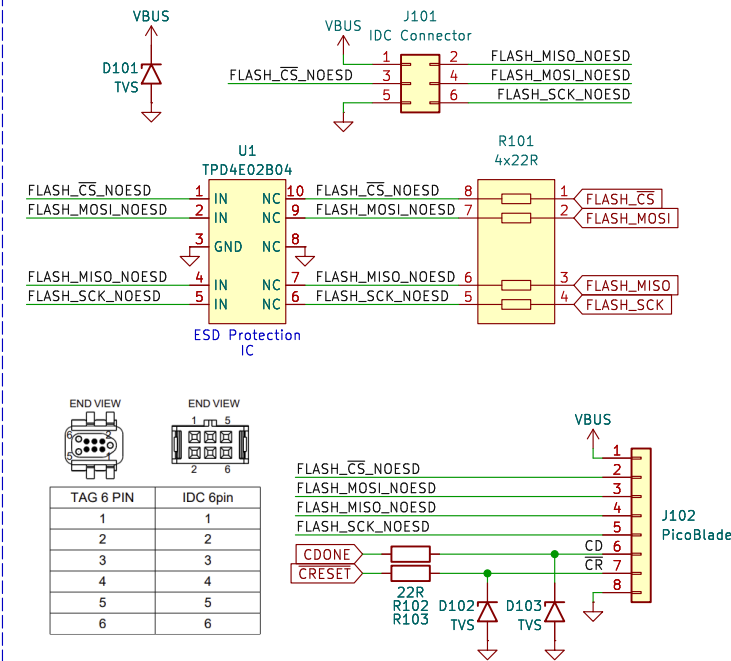 VBUS
D101
TVS
J101
IDC Connector
VBUS
1
2
FLASH_MISO_NOESD
FLASH_CS_NOESD
3
4
FLASH_MOSI_NOESD
5
6
FLASH_SCK_NOESD
U1
TPD4E02B04
R101
4x22R
FLASH_CS_NOESD
1
IN
NC
10
FLASH_CS_NOESD
8
1
FLASH_CS
FLASH_MOSI_NOESD
2
IN
NC
9
FLASH_MOSI_NOESD
7
2
FLASH_MOSI
3
GND
NC
8
FLASH_MISO_NOESD
4
IN
NC
7
FLASH_MISO_NOESD
6
3
FLASH_MISO
FLASH_SCK_NOESD
5
IN
NC
6
FLASH_SCK_NOESD
5
4
FLASH_SCK
ESD Protection
IC
END VIEW
6
2
5
1
END VIEW
1
5
2
6
TAG 6 PIN
IDC 6pin
1
1
2
2
3
3
4
4
5
5
6
6
VBUS
1
FLASH_CS_NOESD
2
FLASH_MOSI_NOESD
3
FLASH_MISO_NOESD
4
FLASH_SCK_NOESD
5
J102
PicoBlade
CDONE
CD
6
CRESET
CR
7
8
22R
R102
R103
D102
TVS
D103
TVS